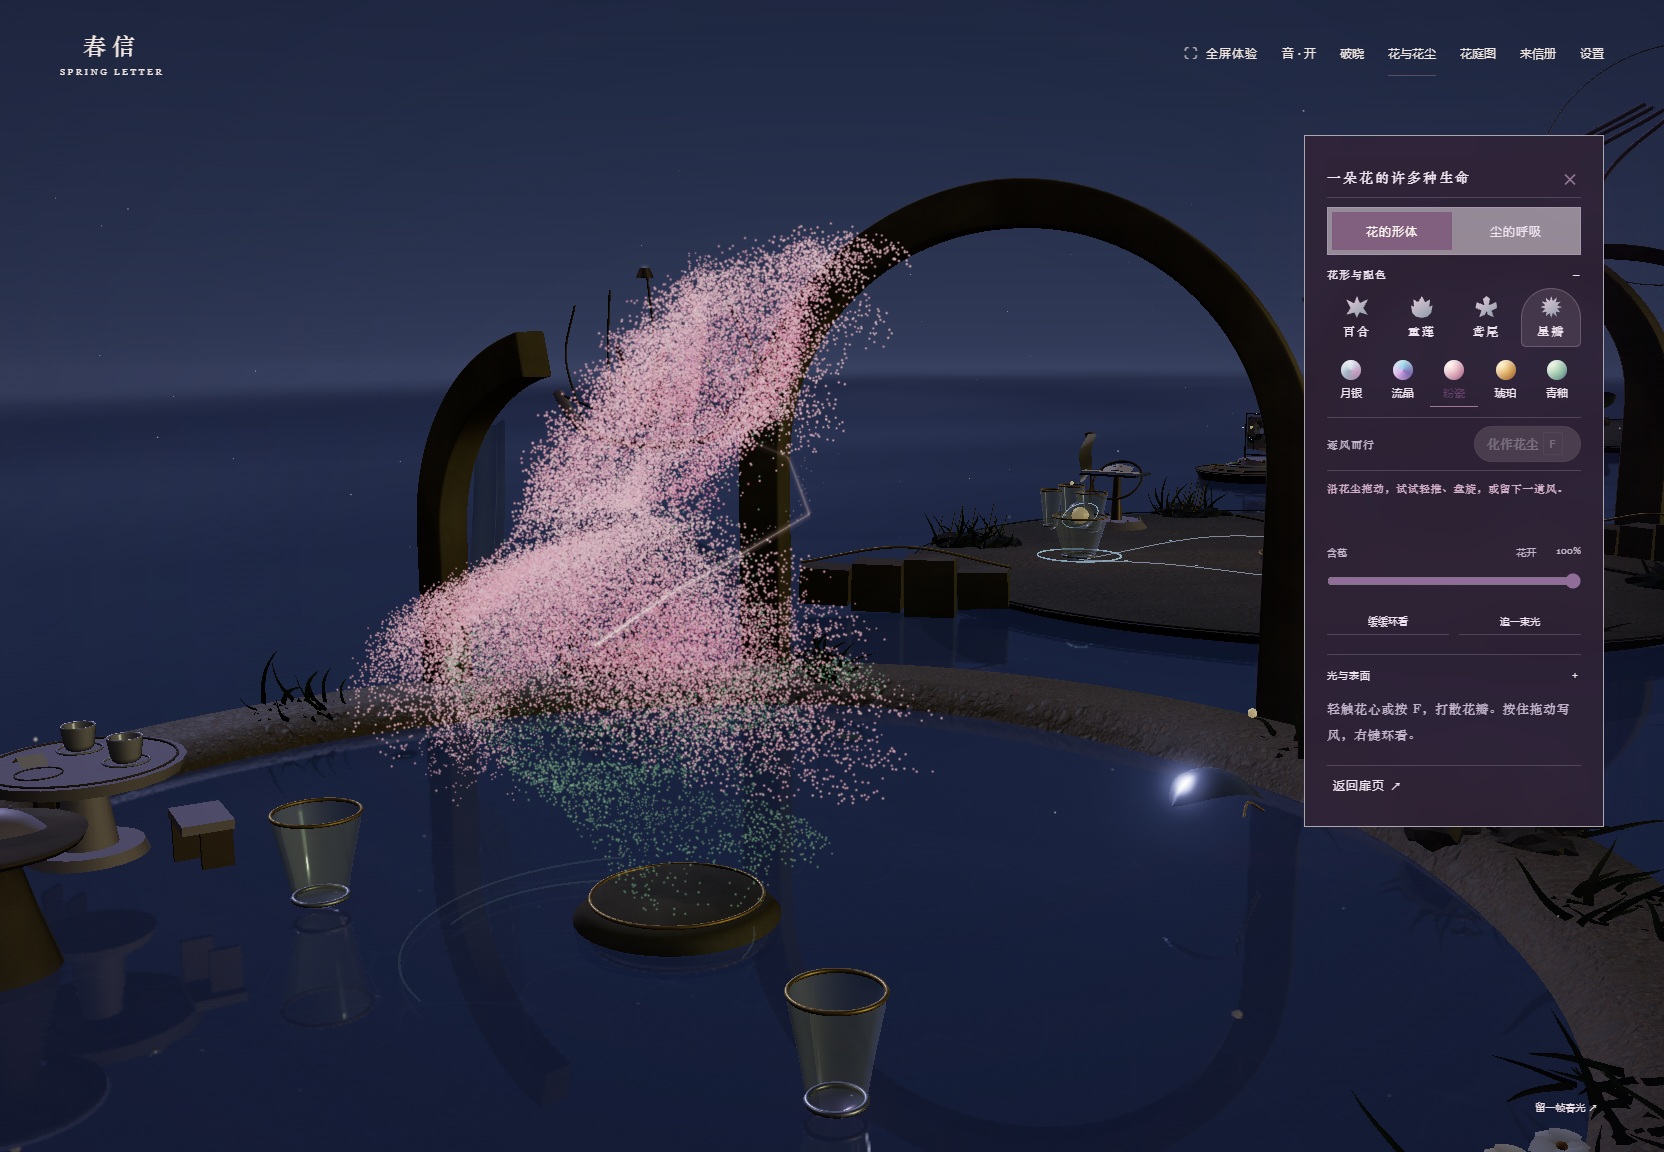 春信
SPRING LETTER
全屏体验 音·开 破晓 花与花尘 花庭图 来信册 设置
一朵花的许多种生命
花的形体 尘的呼吸
花形与配色
百合 重莲 鸢尾 星瓣
月银 流晶 粉瓷 琥珀 青釉
逐风而行 化作花尘 F
沿花尘拖动，试试轻推、盘旋，或留下一道风。
含苞 花开 100%
缓缓环看 追一束光
光与表面
轻触花心或按 F，打散花瓣。按住拖动写
风，右键环看。
返回扉页 ↗
留一帧春光 ↗